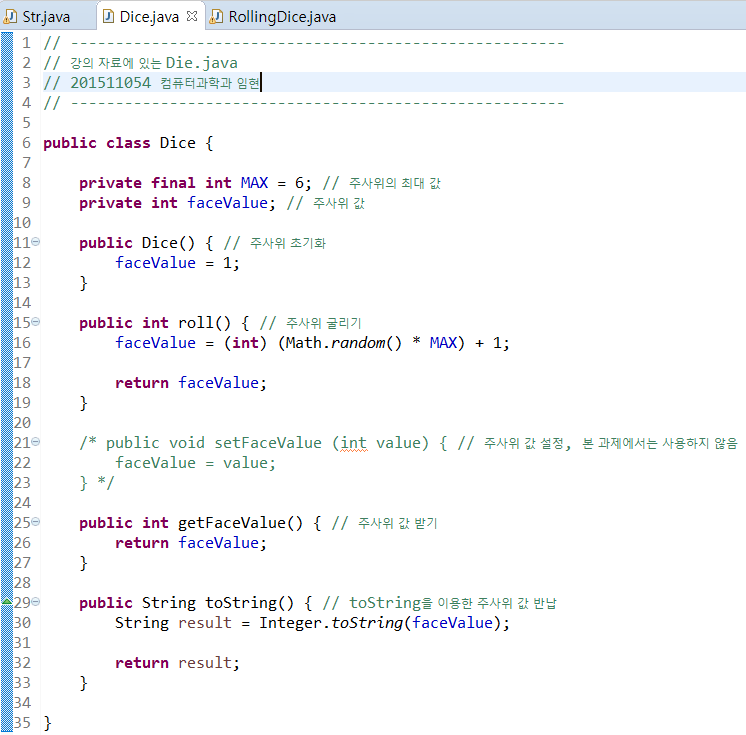 Str.java Dice.java RollingDice.java
1 // -------------------------------------------------------
2 // 강의 자료에 있는 Die.java
3 // 201511054 컴퓨터과학과 임현
4 // -------------------------------------------------------
5
6 public class Dice {
7
8 private final int MAX = 6; // 주사위의 최대 값
9 private int faceValue; // 주사위 값
10
11 public Dice() { // 주사위 초기화
12 faceValue = 1;
13 }
14
15 public int roll() { // 주사위 굴리기
16 faceValue = (int) (Math.random() * MAX) + 1;
17
18 return faceValue;
19 }
20
21 /* public void setFaceValue (int value) { // 주사위 값 설정, 본 과제에서는 사용하지 않음
22 faceValue = value;
23 } */
24
25 public int getFaceValue() { // 주사위 값 받기
26 return faceValue;
27 }
28
29 public String toString() { // toString을 이용한 주사위 값 반납
30 String result = Integer.toString(faceValue);
31
32 return result;
33 }
34
35 }